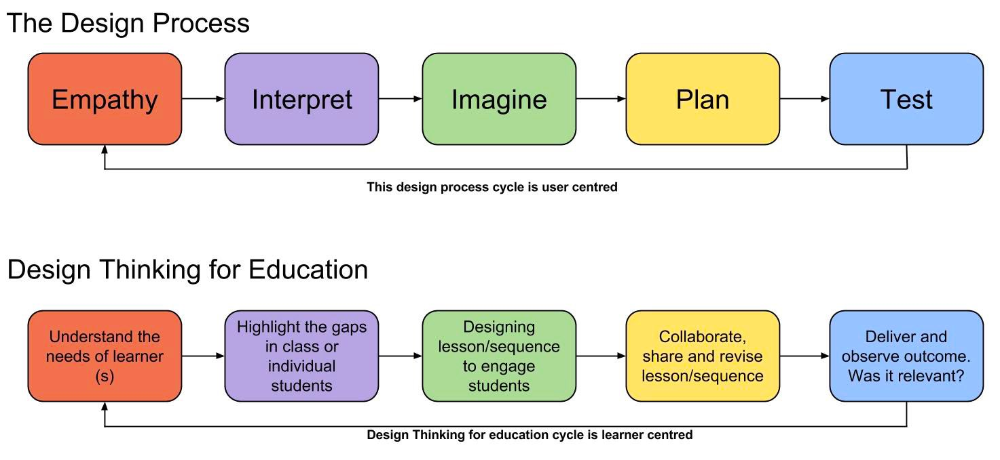 The Design Process
Empathy
Interpret
Imagine
Plan
Test
This design process cycle is user centred
Design Thinking for Education
Understand the
needs of learner
(s)
Highlight the gaps
in class or
individual
students
Designing
lesson/sequence
to engage
students
Collaborate,
share and revise
lesson/sequence
Deliver and
observe outcome.
Was it relevant?
Design Thinking for education cycle is learner centred